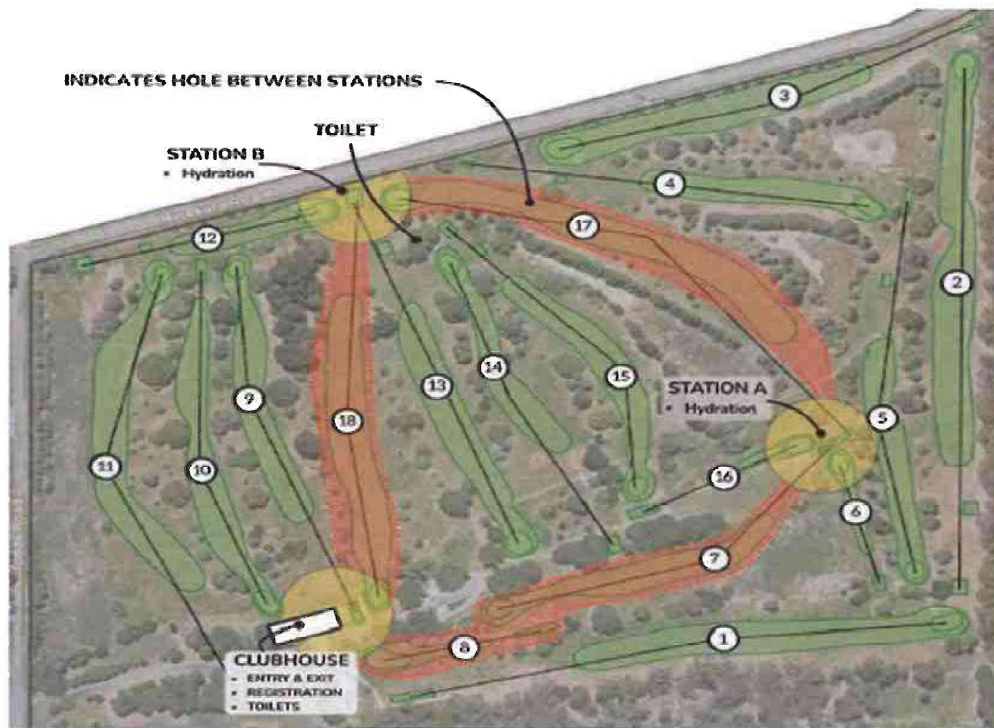 INDICATES HOLE BETWEEN STATIONS
3
TOILET
STATION B
• Hydration
4
17
12
2
14
15
STATION A
• Hydration
13
9
18
5
11
10
16
6
7
1
8
CLUBHOUSE
• ENTRY & EXIT
• REGISTRATION
• TOILETS